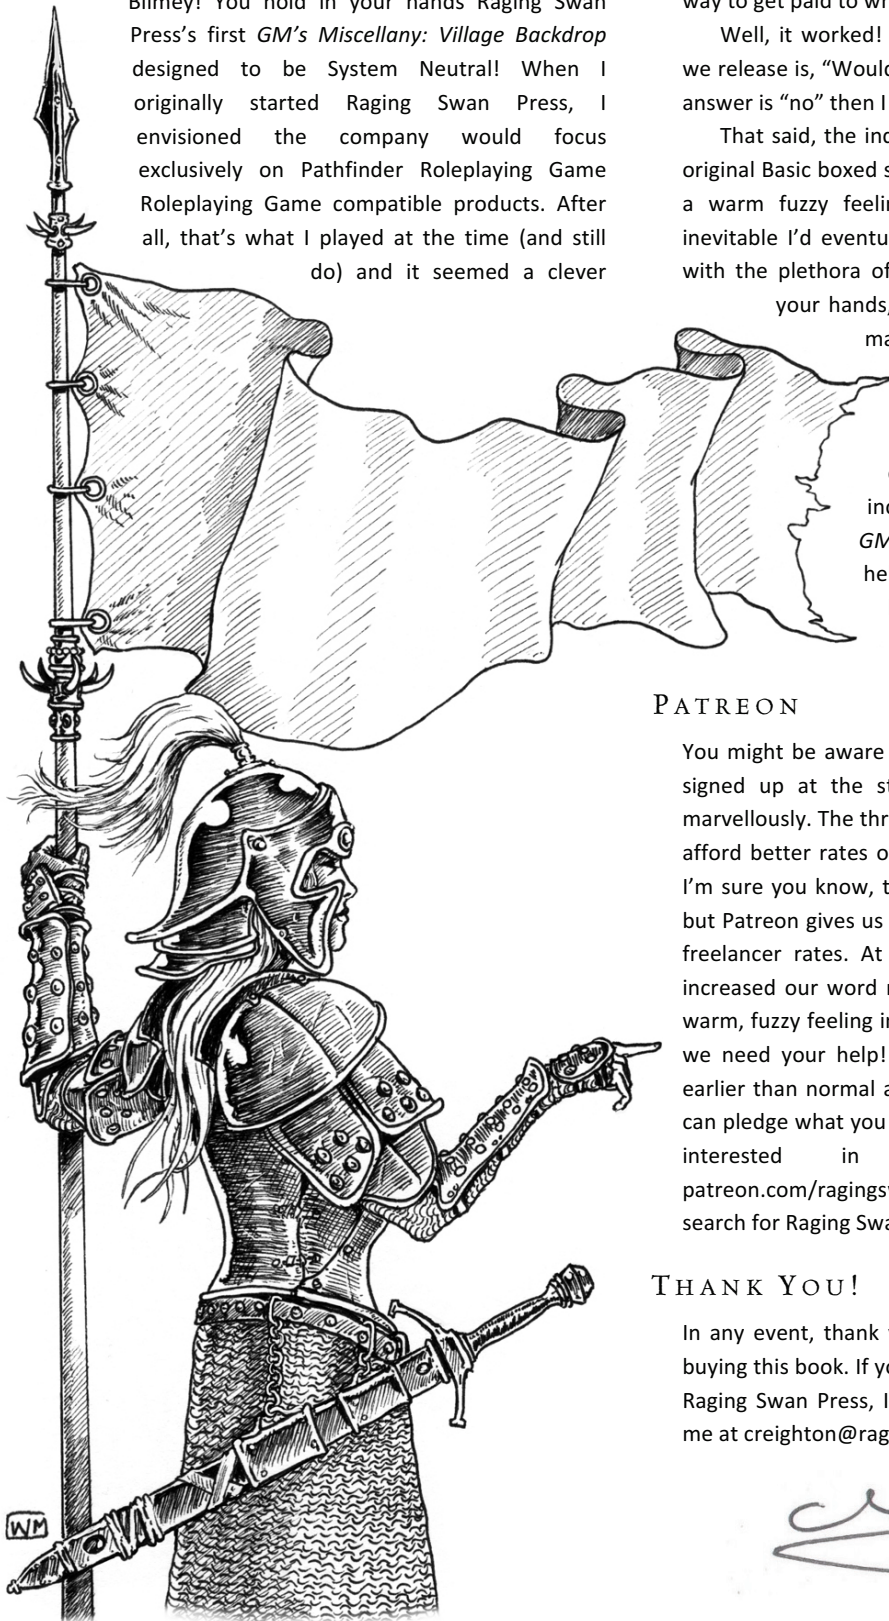 Blimey! You hold in your hands Raging Swan
Press’s first GM’s Miscellany: Village Backdrop
designed to be System Neutral! When I
originally started Raging Swan Press, I
envisioned the company would focus
exclusively on Pathfinder Roleplaying Game
Roleplaying Game compatible products. After
all, that’s what I played at the time (and still
do) and it seemed a clever
way to get paid to
Well, it worked!
we release is, “Would
answer is “no” then I
That said, the
original Basic boxed
a warm fuzzy
inevitable I’d
with the plethora of
your hands,
PATREON
You might be aware
signed up at the
marvellously. The
afford better rates
I’m sure you know,
but Patreon gives us
freelancer rates. At
increased our word
warm, fuzzy feeling
we need your help!
earlier than normal
can pledge what you
interested in
search for Raging
THANK YOU!
In any event, thank
buying this book. If
Raging Swan Press, I
me at
WM